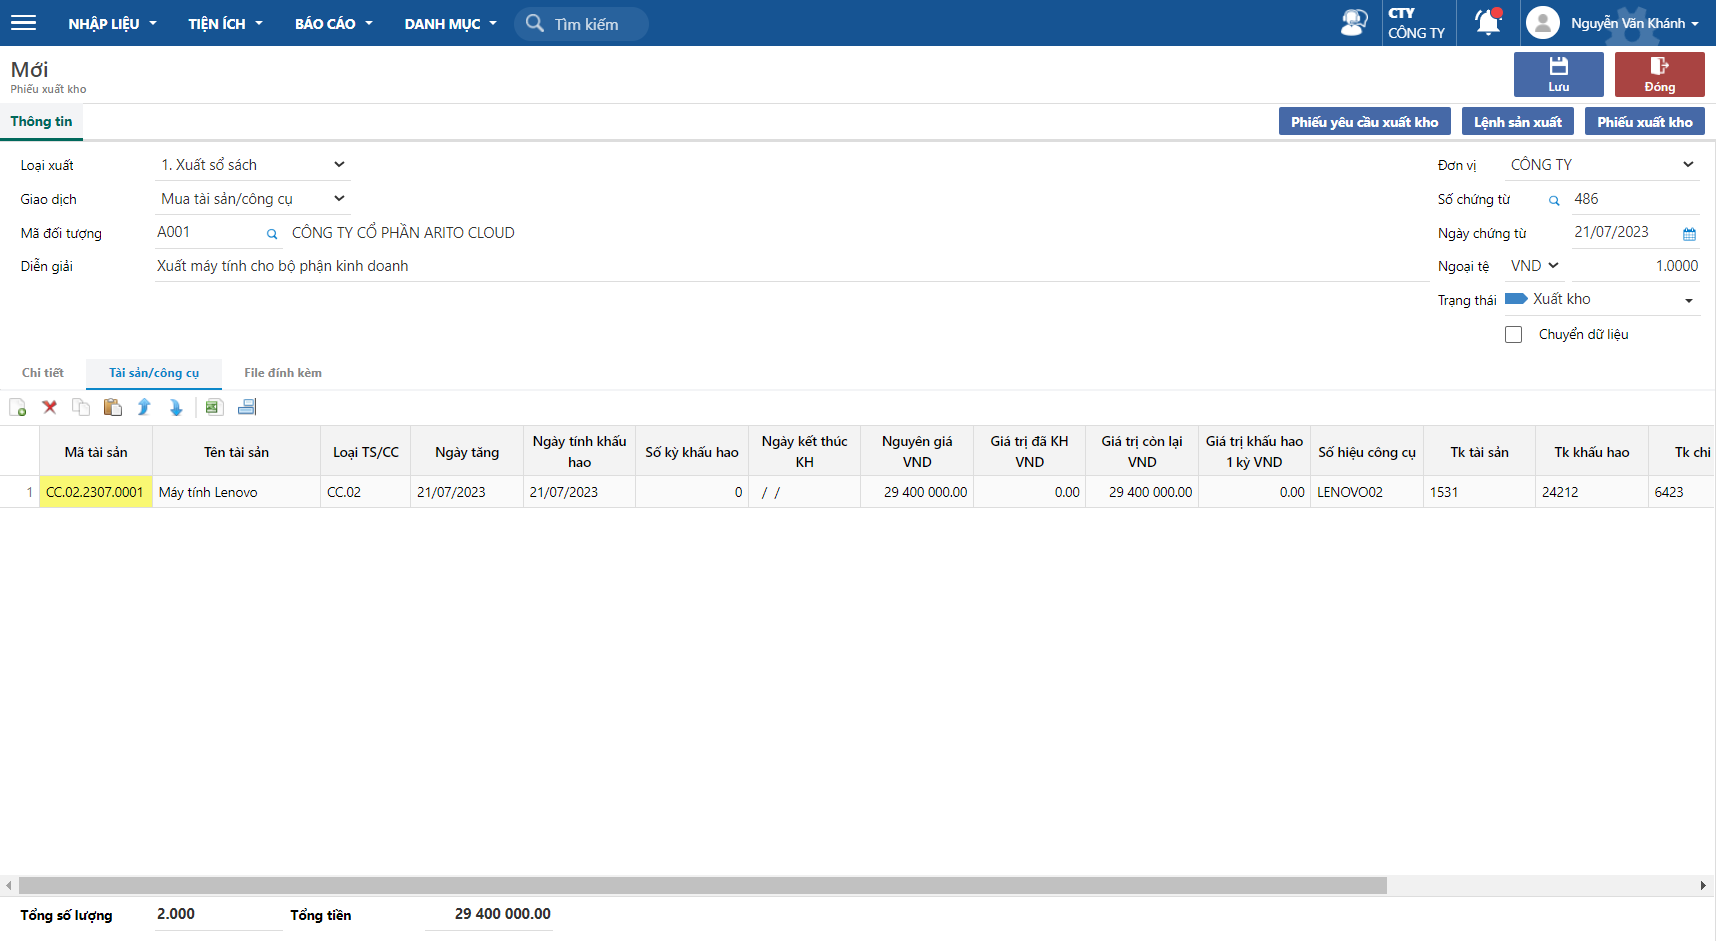 NHẬP LIỆU TIỆN ÍCH BÁO CÁO DANH MỤC Tìm kiếm CTY CÔNG TY Nguyễn Văn Khánh
Mới
Phiếu xuất kho
Lưu Đóng
Thông tin Phiếu yêu cầu xuất kho Lệnh sản xuất Phiếu xuất kho
Loại xuất 1. Xuất sổ sách Đơn vị CÔNG TY
Giao dịch Mua tài sản/công cụ Số chứng từ 486
Mã đối tượng A001 CÔNG TY CỔ PHẦN ARITO CLOUD Ngày chứng từ 21/07/2023
Diễn giải Xuất máy tính cho bộ phận kinh doanh Ngoại tệ VND 1.0000
Trạng thái Xuất kho
Chuyển dữ liệu
Chi tiết Tài sản/công cụ File đính kèm
Mã tài sản Tên tài sản Loại TS/CC Ngày tăng Ngày tính khấu hao Số kỳ khấu hao Ngày kết thúc KH Nguyên giá VND Giá trị đã KH VND Giá trị còn lại VND Giá trị khấu hao 1 kỳ VND Số hiệu công cụ Tk tài sản Tk khấu hao Tk chi
1 CC.02.2307.0001 Máy tính Lenovo CC.02 21/07/2023 21/07/2023 0 / / 29 400 000.00 0.00 29 400 000.00 0.00 LENOVO02 1531 24212 6423
Tổng số lượng 2.000 Tổng tiền 29 400 000.00